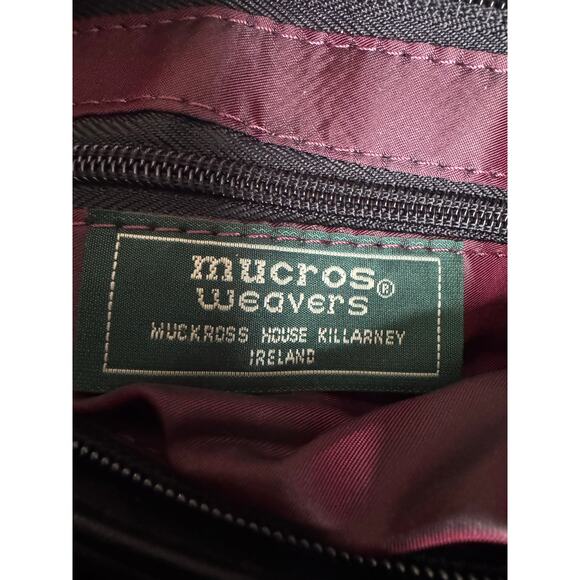 mucros®
weavers
MUCKROSS HOUSE KILLARNEY
IRELAND